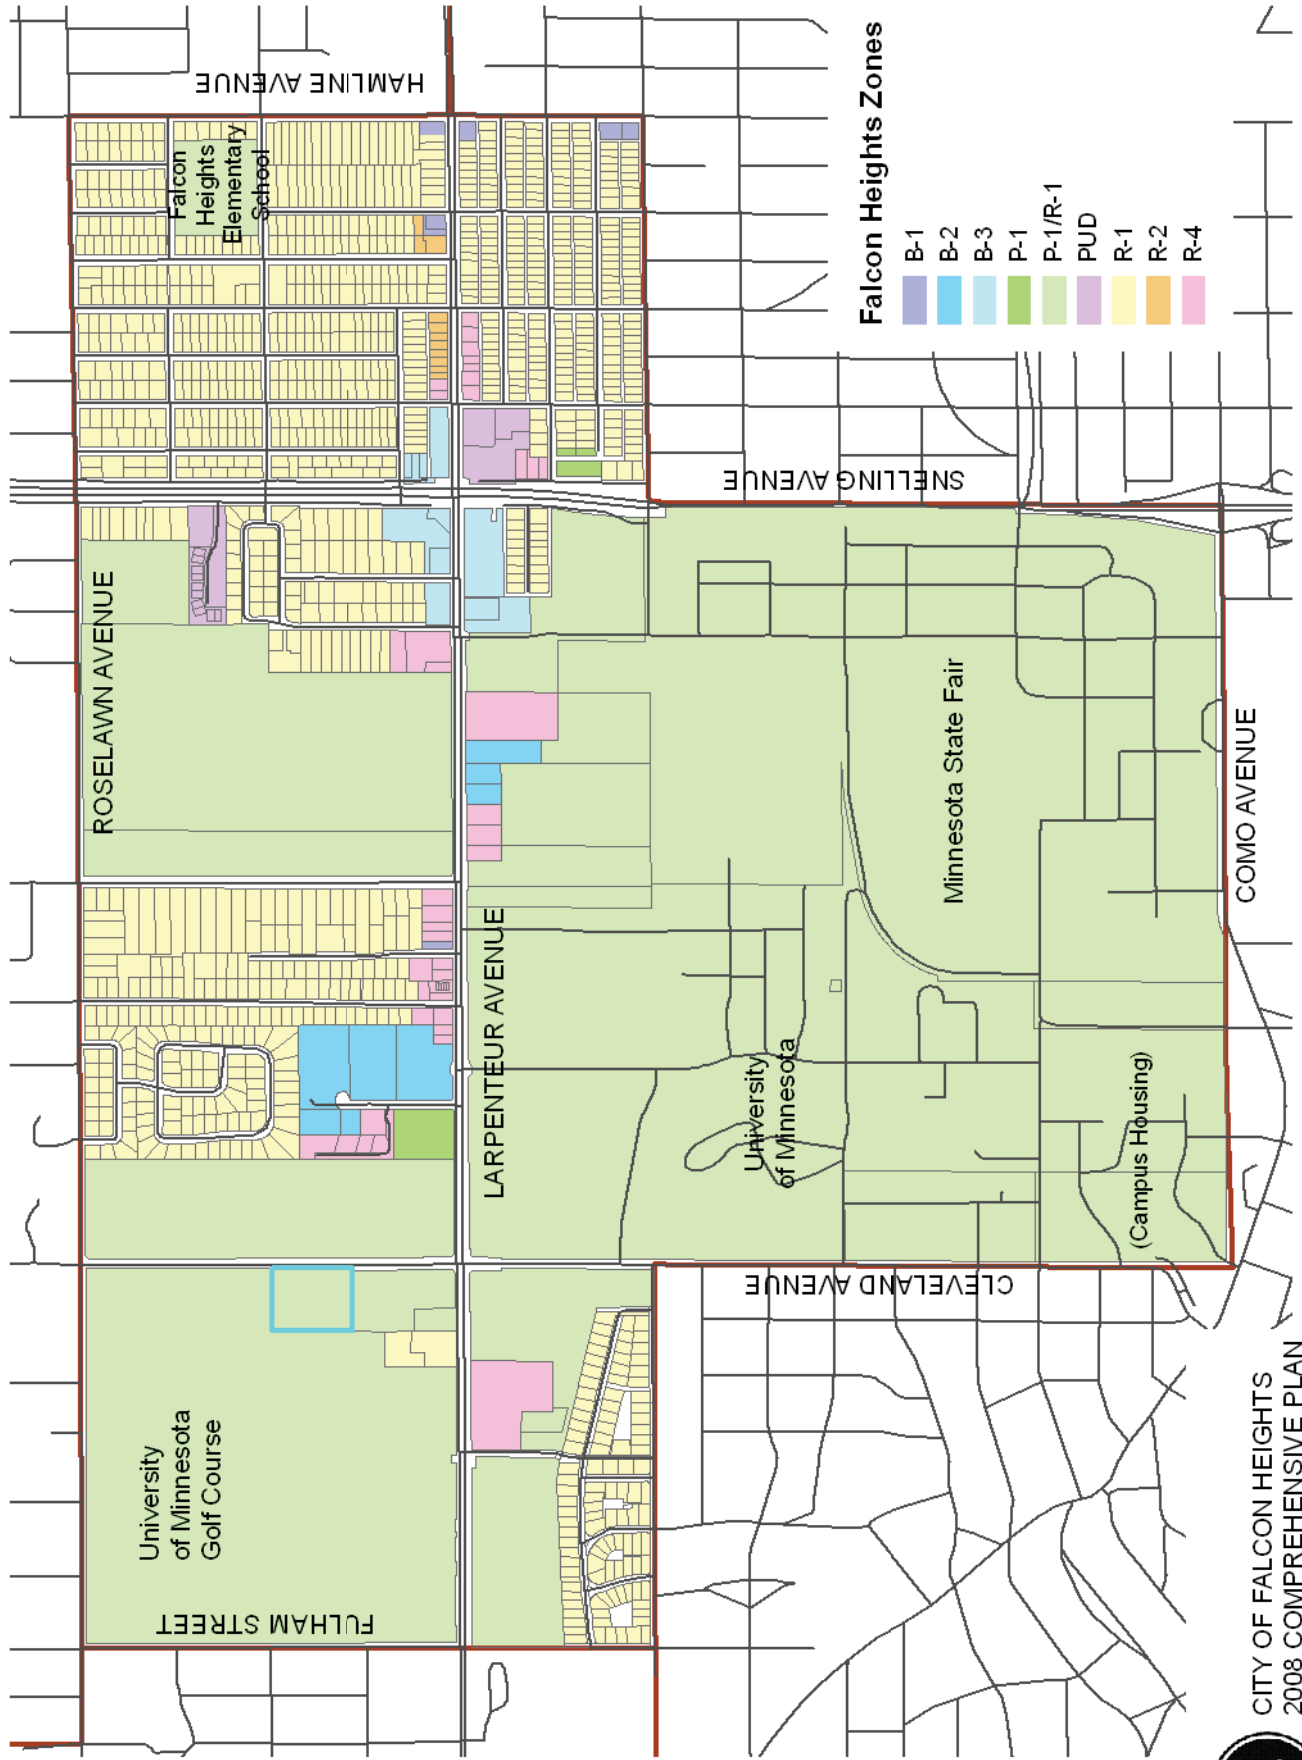 HAMLINE AVENUE
Falcon
Heights
Elementary
School
Falcon Heights Zones
B-1
B-2
B-3
P-1
P-1/R-1
PUD
R-1
R-2
R-4
SNELLING AVENUE
ROSELAWN AVENUE
Minnesota State Fair
COMO AVENUE
LARPENTEUR AVENUE
University
of Minnesota
(Campus Housing)
CLEVELAND AVENUE
University
of Minnesota
Golf Course
FULHAM STREET
CITY OF FALCON HEIGHTS
2008 COMPREHENSIVE PLAN